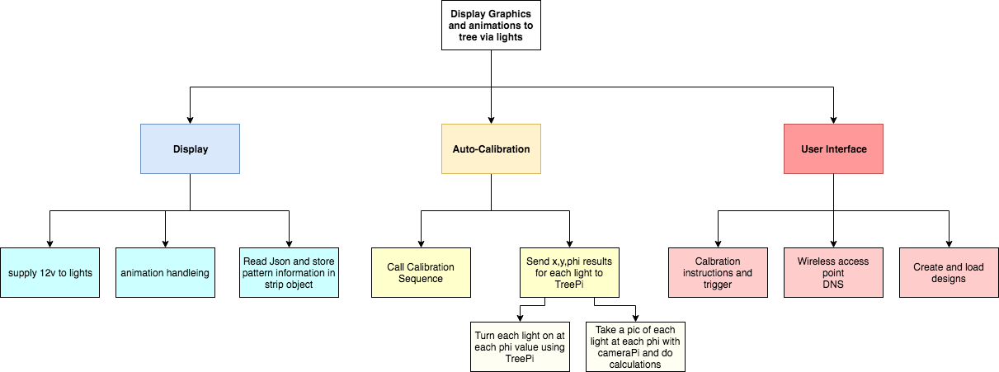 Display Graphics
and animations to
tree via lights
Display
Auto-Calibration
User Interface
supply 12v to lights
animation handleing
Read Json and store
pattern information in
strip object
Call Calibration
Sequence
Send x,y,phi results
for each light to
TreePi
Calbration
instructions and
trigger
Wireless access
point
DNS
Create and load
designs
Turn each light on at
each phi value using
TreePi
Take a pic of each
light at each phi with
cameraPi and do
calculations